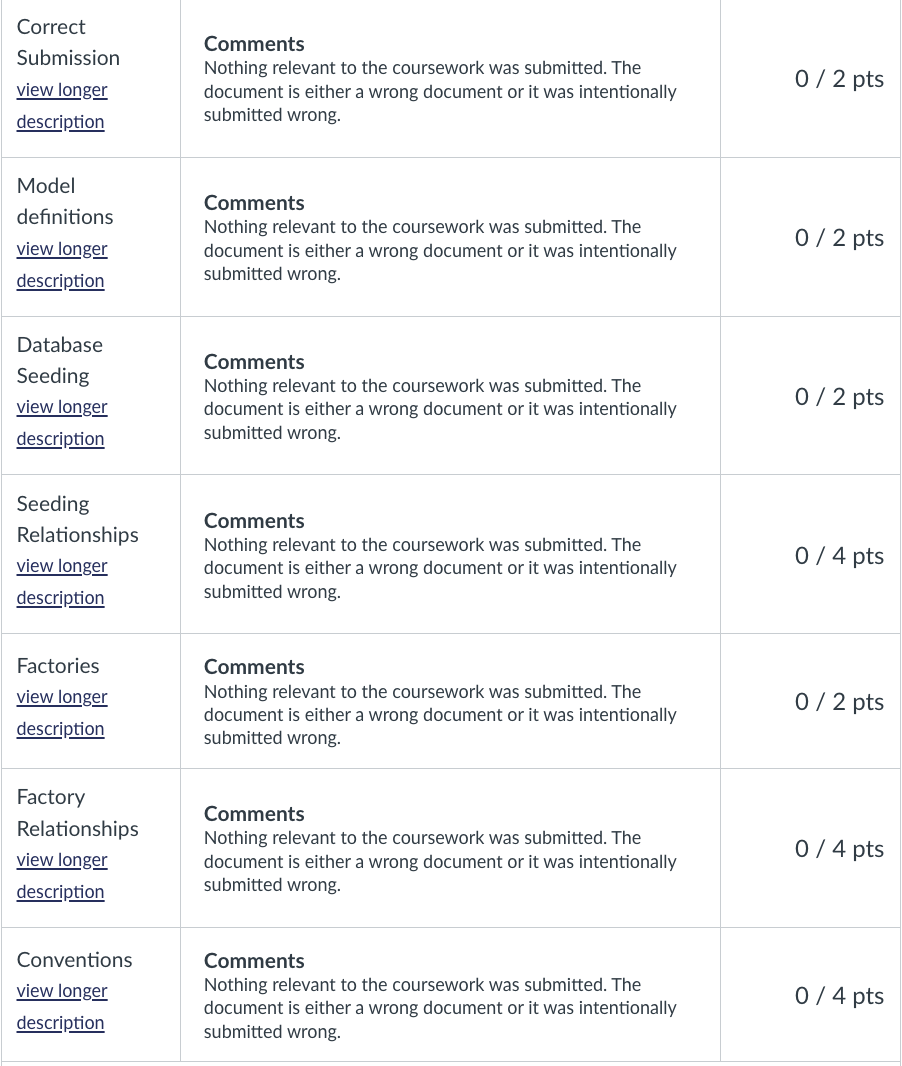 Correct
Submission
view longer
description
Comments
Nothing relevant to the coursework was submitted. The
document is either a wrong document or it was intentionally
submitted wrong.
0 / 2 pts
Model
definitions
view longer
description
Comments
Nothing relevant to the coursework was submitted. The
document is either a wrong document or it was intentionally
submitted wrong.
0 / 2 pts
Database
Seeding
view longer
description
Comments
Nothing relevant to the coursework was submitted. The
document is either a wrong document or it was intentionally
submitted wrong.
0 / 2 pts
Seeding
Relationships
view longer
description
Comments
Nothing relevant to the coursework was submitted. The
document is either a wrong document or it was intentionally
submitted wrong.
0 / 4 pts
Factories
view longer
description
Comments
Nothing relevant to the coursework was submitted. The
document is either a wrong document or it was intentionally
submitted wrong.
0 / 2 pts
Factory
Relationships
view longer
description
Comments
Nothing relevant to the coursework was submitted. The
document is either a wrong document or it was intentionally
submitted wrong.
0 / 4 pts
Conventions
view longer
description
Comments
Nothing relevant to the coursework was submitted. The
document is either a wrong document or it was intentionally
submitted wrong.
0 / 4 pts